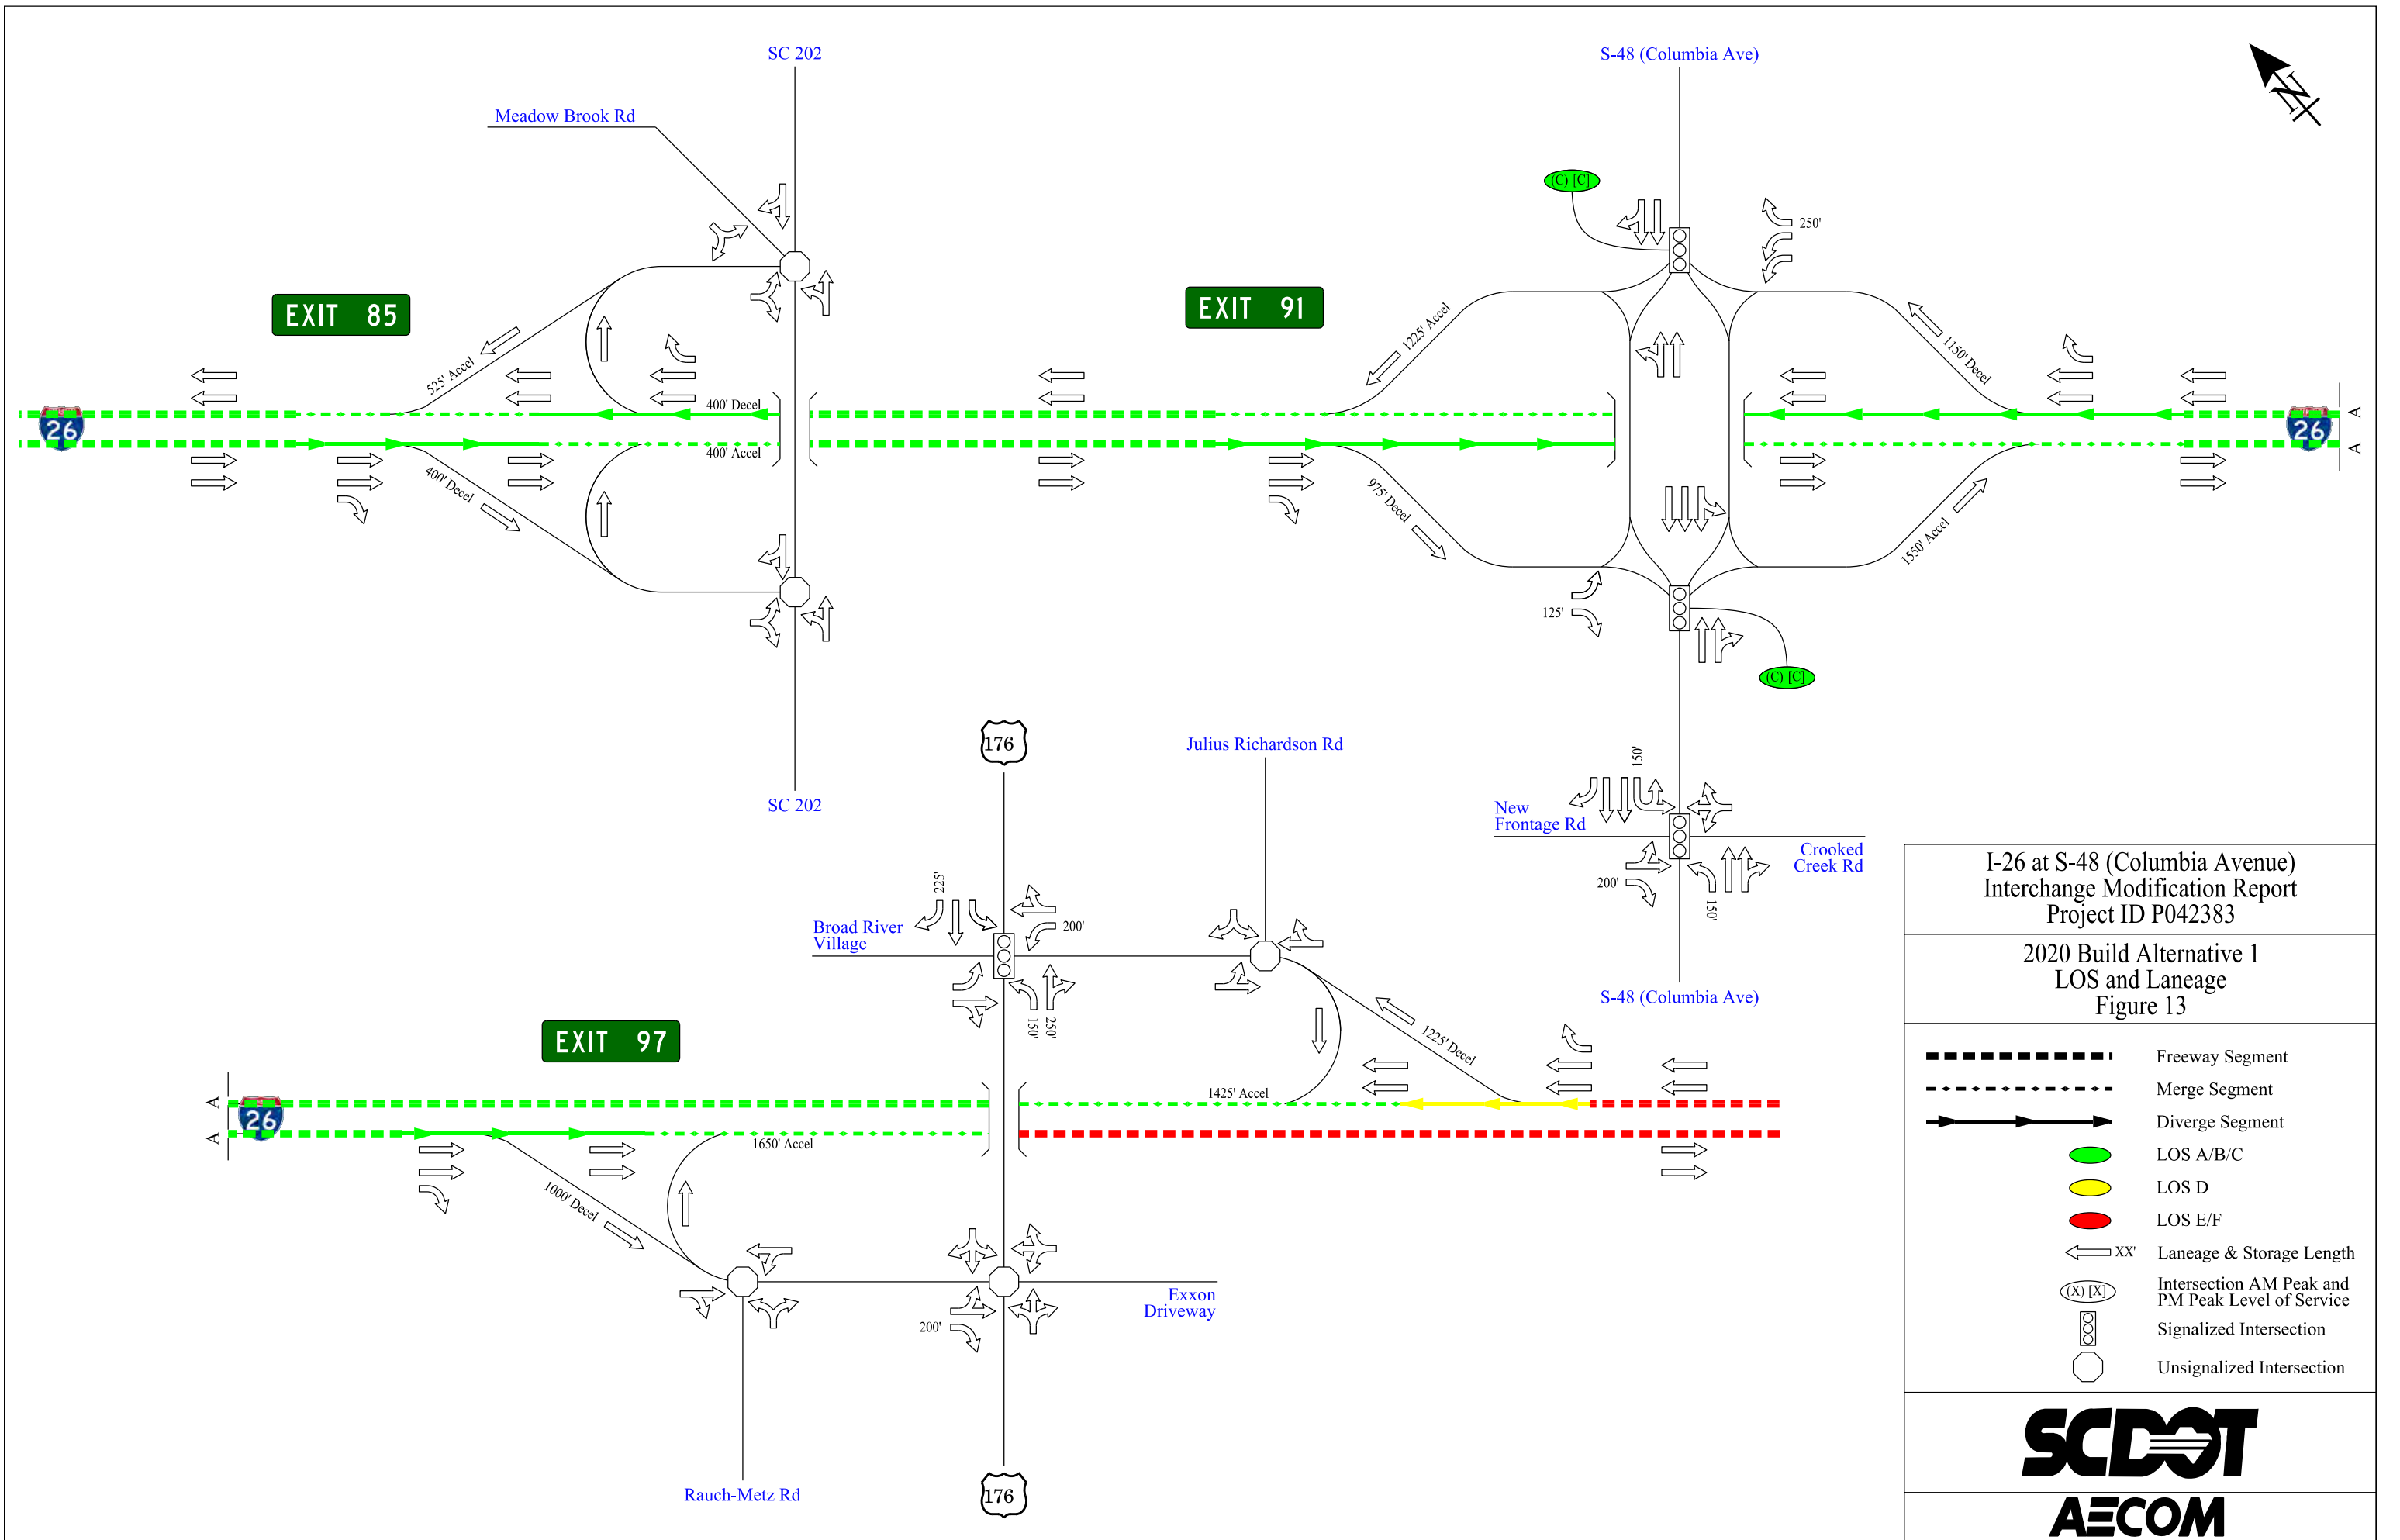 SC 202
S-48 (Columbia Ave)
N
Meadow Brook Rd
(C) [C]
250'
EXIT 85
EXIT 91
525' Accel
1225' Accel
1150' Decel
400' Decel
26
26
A
A
400' Accel
400' Decel
975' Decel
1550' Accel
125'
(C) [C]
176
Julius Richardson Rd
150'
SC 202
New
Frontage Rd
Crooked
Creek Rd
200'
150'
225'
Broad River
Village
200'
150'
250'
S-48 (Columbia Ave)
EXIT 97
1225' Decel
1425' Accel
A
A
26
1650' Accel
1000' Decel
Exxon
Driveway
200'
Rauch-Metz Rd
176
I-26 at S-48 (Columbia Avenue)
Interchange Modification Report
Project ID P042383
2020 Build Alternative 1
LOS and Laneage
Figure 13
Freeway Segment
Merge Segment
Diverge Segment
LOS A/B/C
LOS D
LOS E/F
XX' Laneage & Storage Length
(X) [X] Intersection AM Peak and
PM Peak Level of Service
Signalized Intersection
Unsignalized Intersection
SCDOT
AECOM